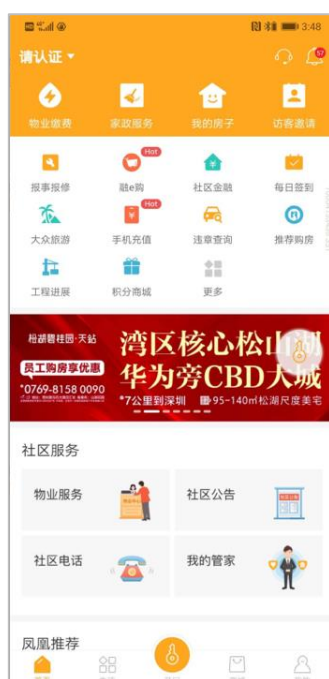 3:48
请认证
57
物业缴费 家政服务 我的房子 访客邀请
Hot
报事报修 融e购 社区金融 每日签到
Hot
大众旅游 手机充值 违章查询 推荐购房
工程进展 积分商城 更多
松湖碧桂园·天钻
湾区核心松山湖
员工购房享优惠
华为旁CBD大城
*0769-8158 0090
*7公里到深圳 95-140㎡松湖尺度美宅
社区服务
物业服务 社区公告
社区电话 我的管家
凤凰推荐